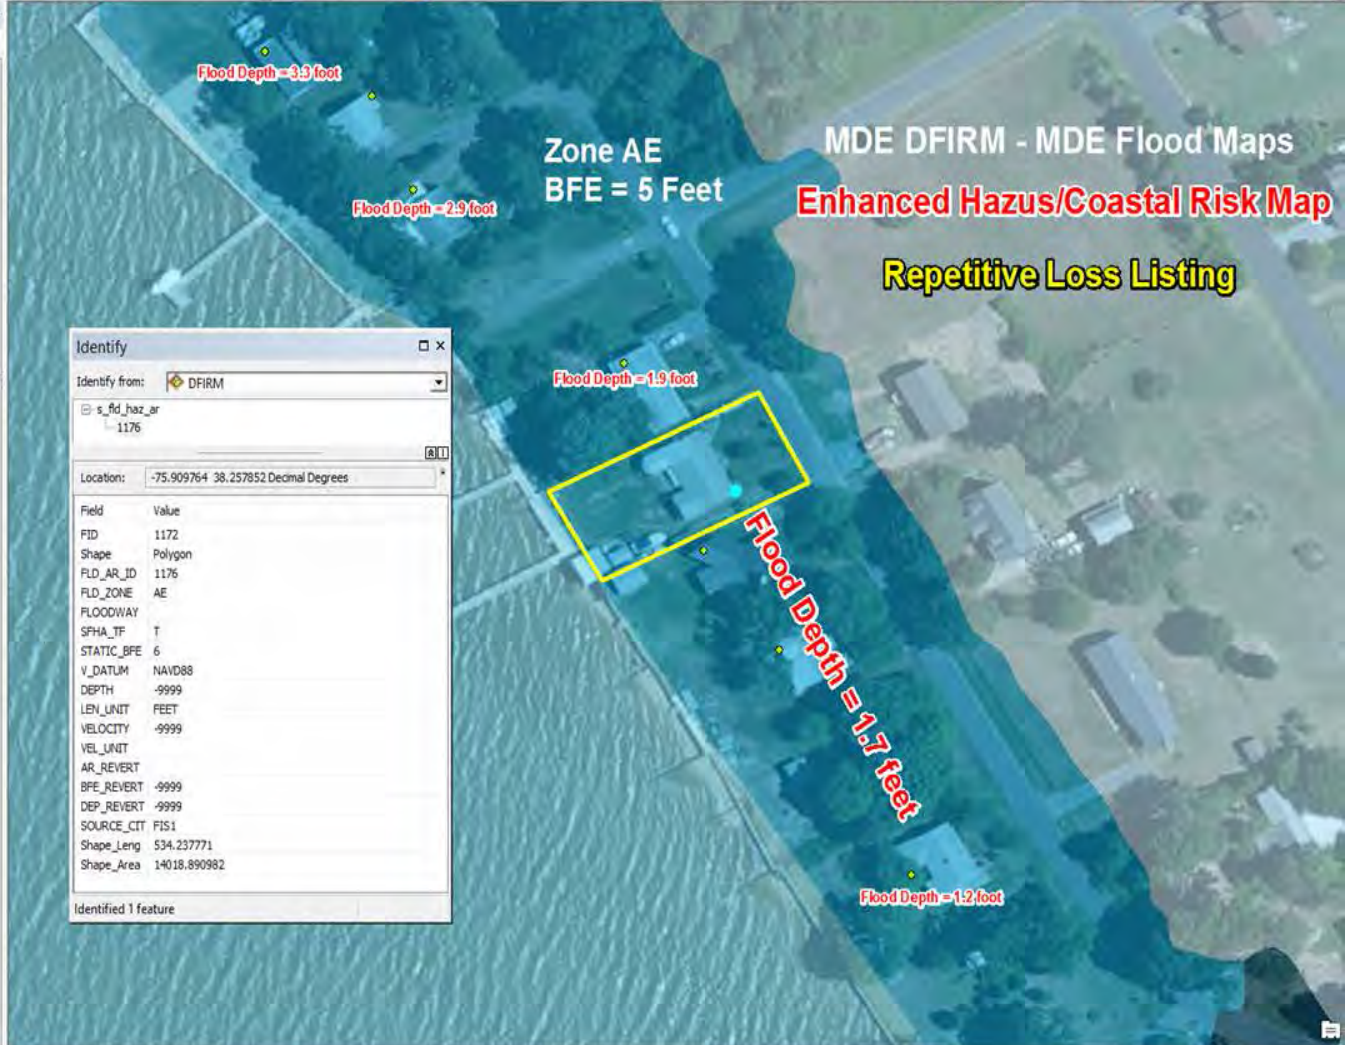 Flood Depth = 3.3 foot
Zone AE
BFE = 5 Feet
MDE DFIRM - MDE Flood Maps
Enhanced Hazus/Coastal Risk Map
Repetitive Loss Listing
Flood Depth = 2.9 foot
Flood Depth = 1.9 foot
Flood Depth = 1.7 feet
Flood Depth = 1.2 foot
Identify
Identify from: DFIRM
s_fld_haz_ar
1176
Location: -75.909764 38.257852 Decimal Degrees
Field Value
FID 1172
Shape Polygon
FLD_AR_ID 1176
FLD_ZONE AE
FLOODWAY
SFHA_TF T
STATIC_BFE 6
V_DATUM NAVD88
DEPTH -9999
LEN_UNIT FEET
VELOCITY -9999
VEL_UNIT
AR_REVERT
BFE_REVERT -9999
DEP_REVERT -9999
SOURCE_CIT FIS1
Shape_Leng 534.237771
Shape_Area 14018.890982
Identified 1 feature